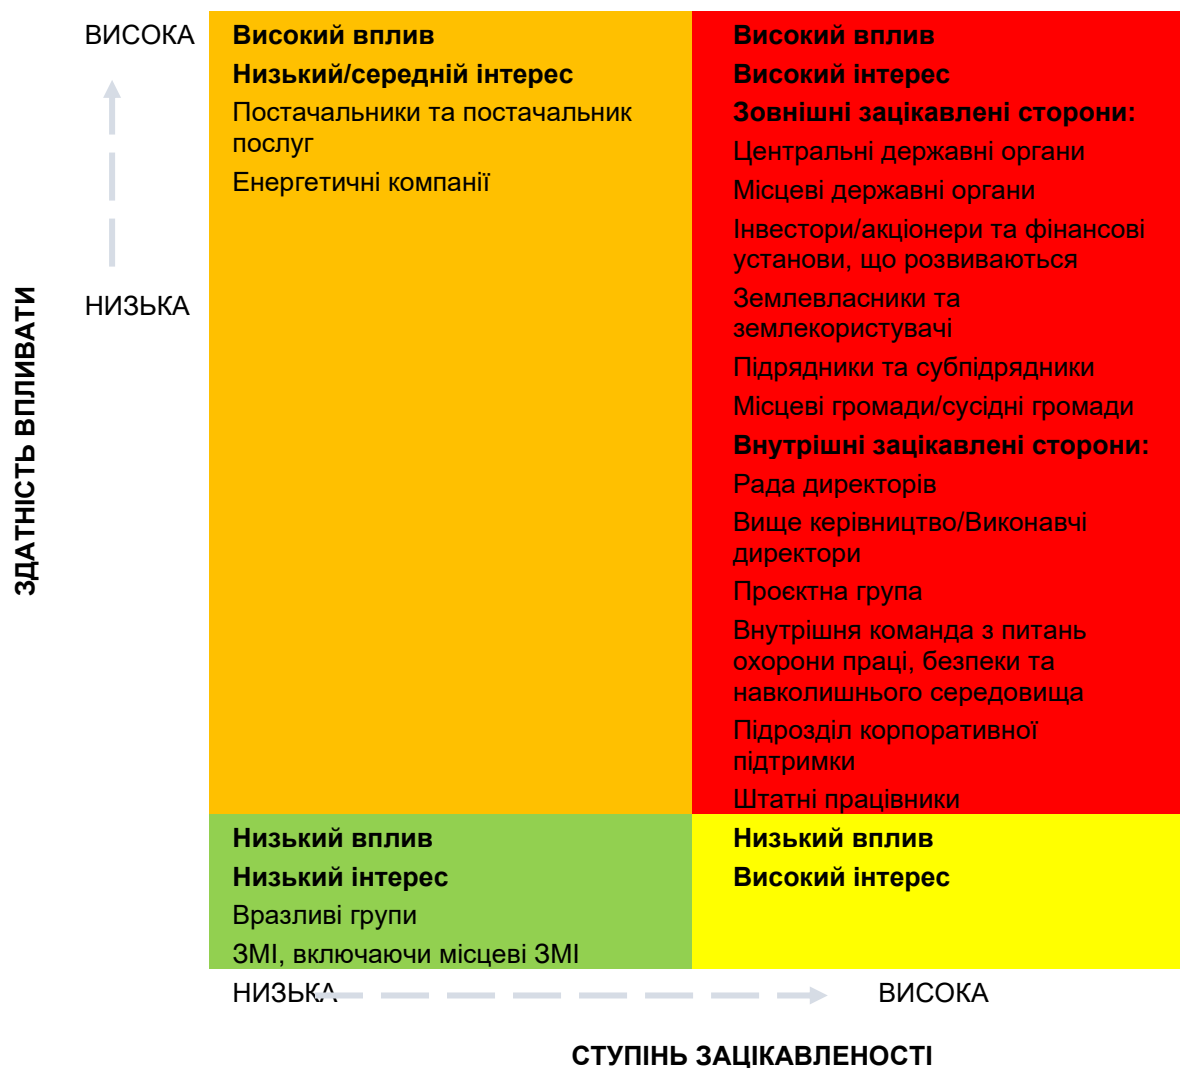 ВИСОКА
НИЗЬКА
ЗДАТНІСТЬ ВПЛИВАТИ
Високий вплив
Низький/середній інтерес
Постачальники та постачальник
послуг
Енергетичні компанії
Високий вплив
Високий інтерес
Зовнішні зацікавлені сторони:
Центральні державні органи
Місцеві державні органи
Інвестори/акціонери та фінансові
установи, що розвиваються
Землевласники та
землекористувачі
Підрядники та субпідрядники
Місцеві громади/сусідні громади
Внутрішні зацікавлені сторони:
Рада директорів
Вище керівництво/Виконавчі
директори
Проєктна група
Внутрішня команда з питань
охорони праці, безпеки та
навколишнього середовища
Підрозділ корпоративної
підтримки
Штатні працівники
Низький вплив
Низький інтерес
Вразливі групи
ЗМІ, включаючи місцеві ЗМІ
Низький вплив
Високий інтерес
НИЗЬКА
ВИСОКА
СТУПІНЬ ЗАЦІКАВЛЕНОСТІ